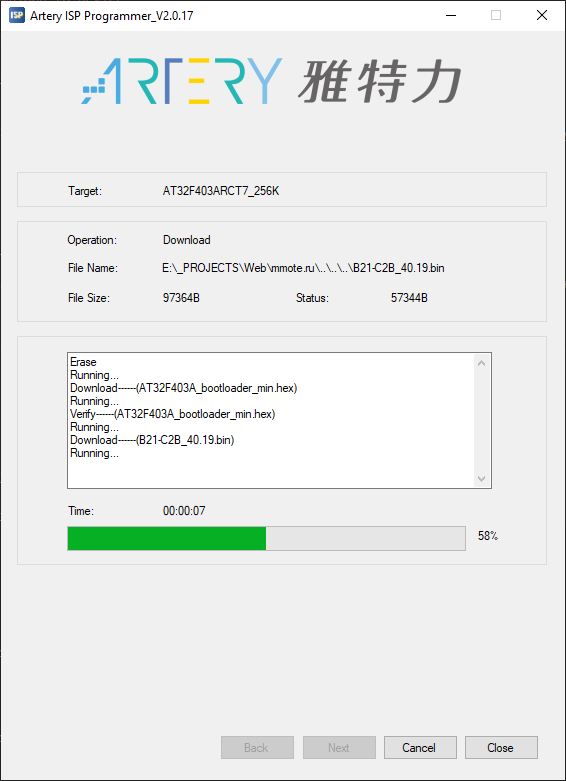 Artery ISP Programmer_V2.0.17
ARTERY 雅特力
Target: AT32F403ARCT7_256K
Operation: Download
File Name: E:\_PROJECTS\Web\mmote.ru\..\..\..\B21-C2B_40.19.bin
File Size: 97364B Status: 57344B
Erase
Running...
Download------(AT32F403A_bootloader_min.hex)
Running...
Verify------(AT32F403A_bootloader_min.hex)
Running...
Download------(B21-C2B_40.19.bin)
Running...
Time: 00:00:07
58%
Back Next Cancel Close